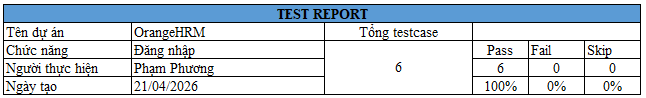 TEST REPORT
Tên dự án OrangeHRM Tổng testcase
Chức năng Đăng nhập Pass Fail Skip
Người thực hiện Phạm Phương 6 6 0 0
Ngày tạo 21/04/2026 100% 0% 0%